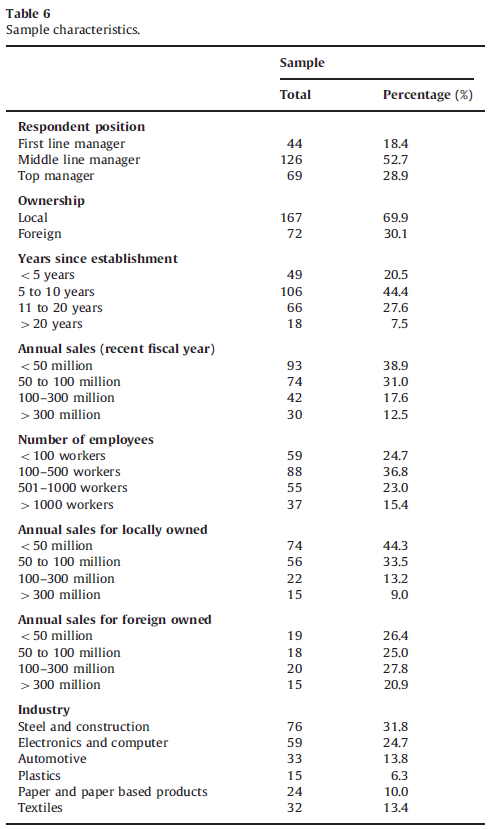 Table 6
Sample characteristics.
Sample
Total Percentage (%)
Respondent position
First line manager 44 18.4
Middle line manager 126 52.7
Top manager 69 28.9
Ownership
Local 167 69.9
Foreign 72 30.1
Years since establishment
<5 years 49 20.5
5 to 10 years 106 44.4
11 to 20 years 66 27.6
>20 years 18 7.5
Annual sales (recent fiscal year)
<50 million 93 38.9
50 to 100 million 74 31.0
100–300 million 42 17.6
>300 million 30 12.5
Number of employees
<100 workers 59 24.7
100–500 workers 88 36.8
501–1000 workers 55 23.0
>1000 workers 37 15.4
Annual sales for locally owned
<50 million 74 44.3
50 to 100 million 56 33.5
100–300 million 22 13.2
>300 million 15 9.0
Annual sales for foreign owned
<50 million 19 26.4
50 to 100 million 18 25.0
100–300 million 20 27.8
>300 million 15 20.9
Industry
Steel and construction 76 31.8
Electronics and computer 59 24.7
Automotive 33 13.8
Plastics 15 6.3
Paper and paper based products 24 10.0
Textiles 32 13.4